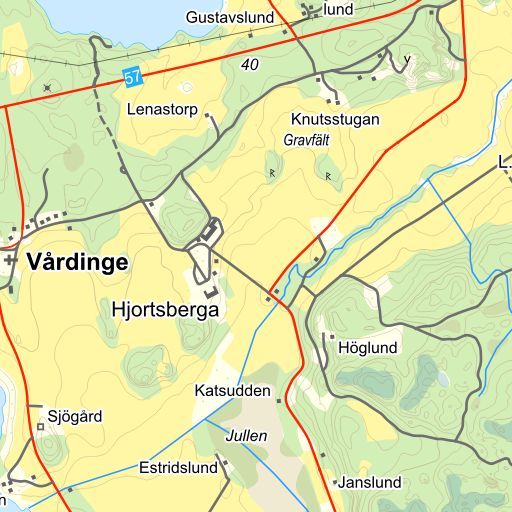 Gustavslund
lund
57
40
Lenastorp
Knutsstugan
Gravfält
R
R
L.
Vårdinge
Hjortsberga
Höglund
Katsudden
Sjögård
Jullen
Estridslund
Janslund
n